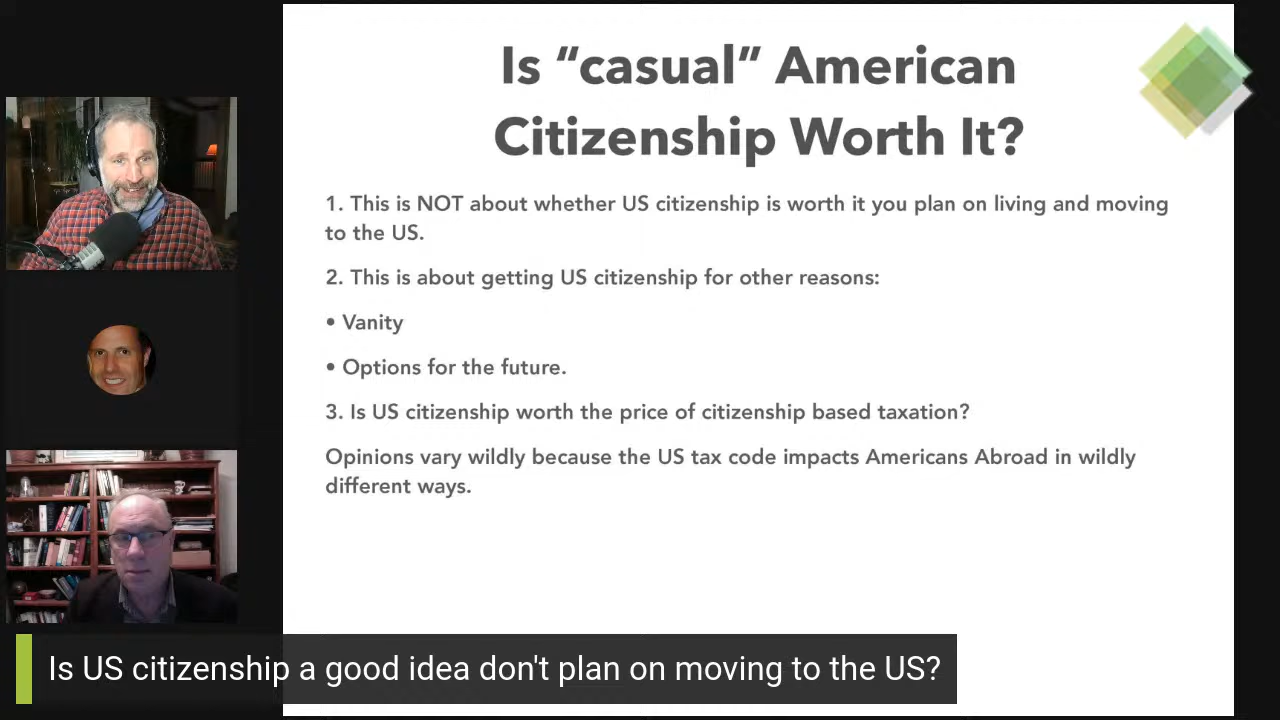 Is “casual” American
Citizenship Worth It?
1. This is NOT about whether US citizenship is worth it you plan on living and moving
to the US.
2. This is about getting US citizenship for other reasons:
• Vanity
• Options for the future.
3. Is US citizenship worth the price of citizenship based taxation?
Opinions vary wildly because the US tax code impacts Americans Abroad in wildly
different ways.
Is US citizenship a good idea don't plan on moving to the US?